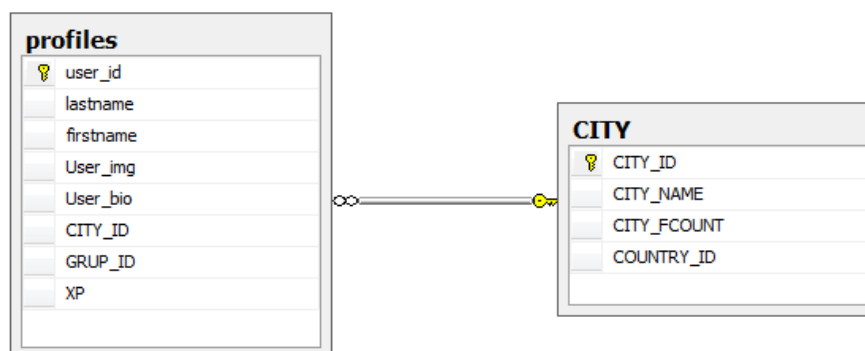 profiles
user_id
lastname
firstname
User_img
User_bio
CITY_ID
GRUP_ID
XP
CITY
CITY_ID
CITY_NAME
CITY_FCOUNT
COUNTRY_ID